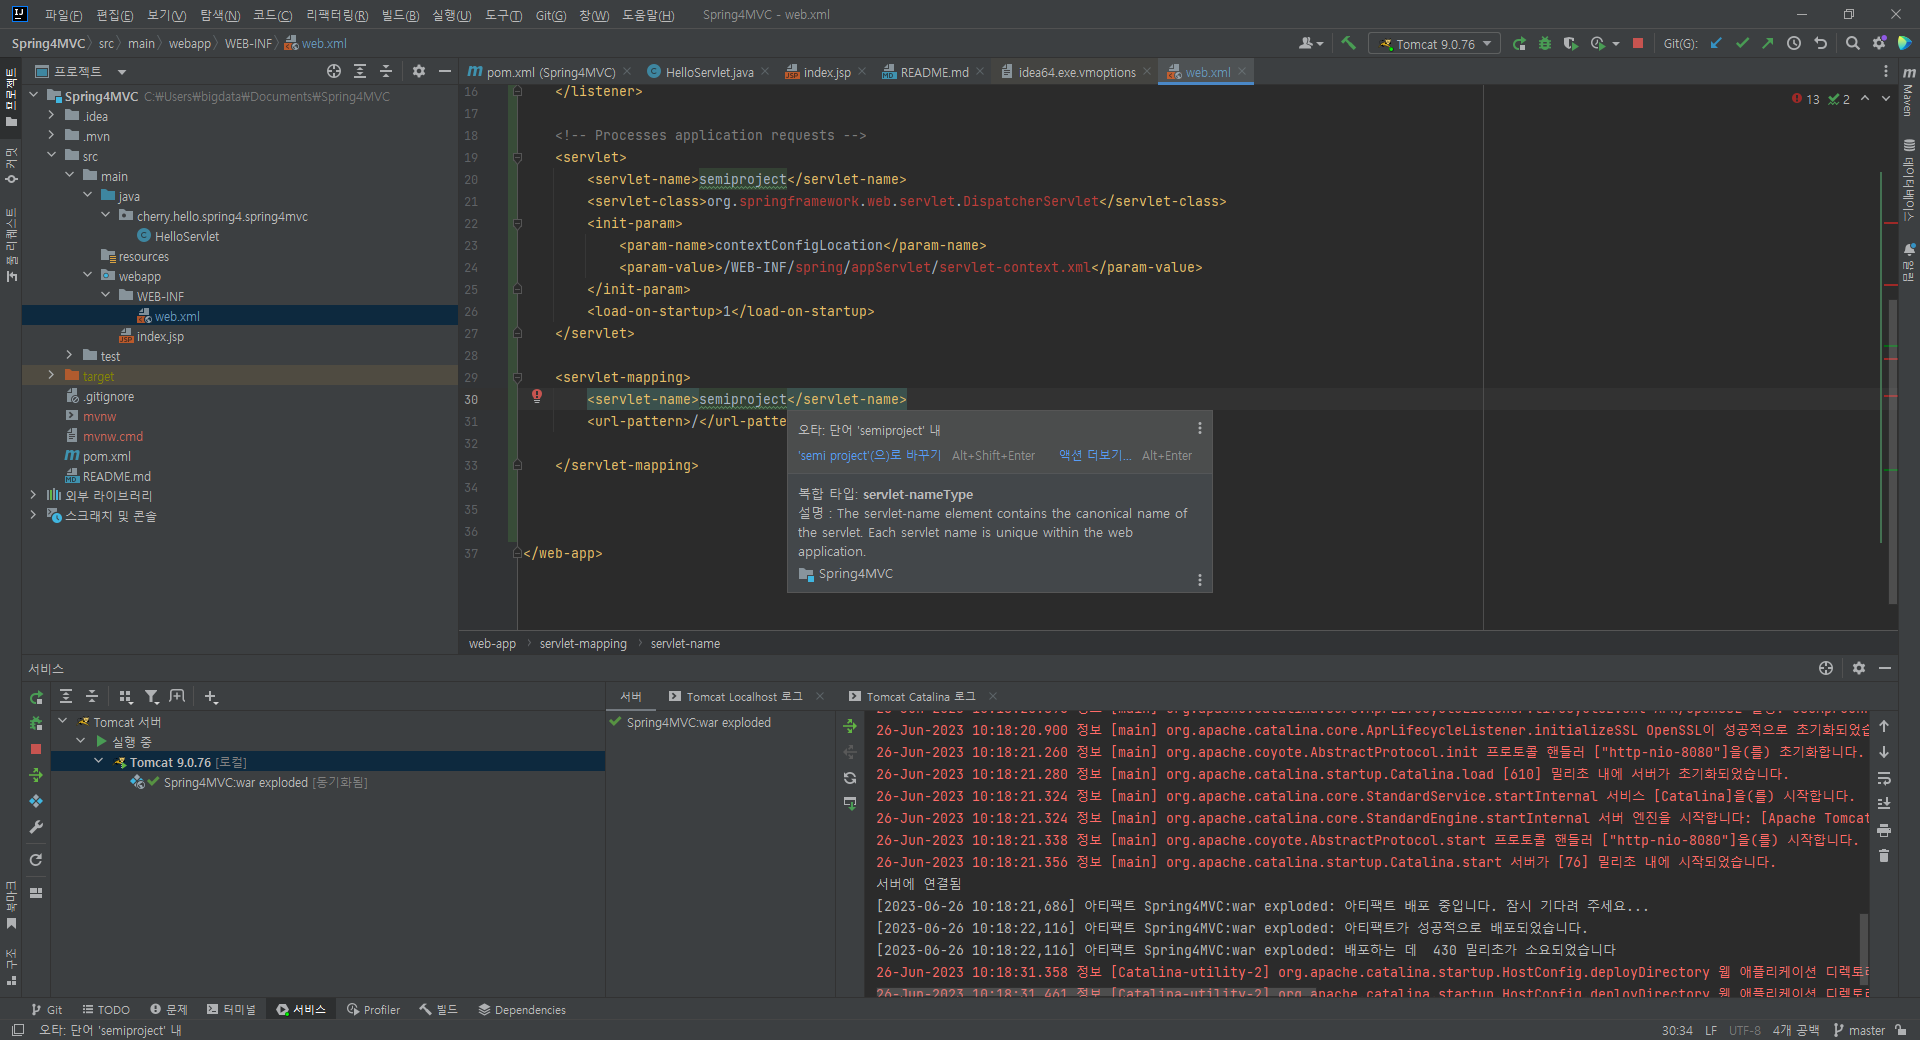 파일(F) 편집(E) 보기(V) 탐색(N) 코드(C) 리팩터링(R) 빌드(B) 실행(U) 도구(T) Git(G) 창(W) 도움말(H) Spring4MVC - web.xml
Spring4MVC src main webapp WEB-INF web.xml
Tomcat 9.0.76 Git(G):
프로젝트
pom.xml (Spring4MVC) HelloServlet.java index.jsp README.md idea64.exe.vmoptions web.xml
Spring4MVC C:₩Users₩bigdata₩Documents₩Spring4MVC
.idea
.mvn
src
main
java
cherry.hello.spring4.spring4mvc
HelloServlet
resources
webapp
WEB-INF
web.xml
index.jsp
test
target
.gitignore
mvnw
mvnw.cmd
pom.xml
README.md
외부 라이브러리
스크래치 및 콘솔
프로젝트
커밋
풀 리퀘스트
북마크
구조
Maven
데이터베이스
알림
13 2
16 </listener>
17
18 <!-- Processes application requests -->
19 <servlet>
20 <servlet-name>semiproject</servlet-name>
21 <servlet-class>org.springframework.web.servlet.DispatcherServlet</servlet-class>
22 <init-param>
23 <param-name>contextConfigLocation</param-name>
24 <param-value>/WEB-INF/spring/appServlet/servlet-context.xml</param-value>
25 </init-param>
26 <load-on-startup>1</load-on-startup>
27 </servlet>
28
29 <servlet-mapping>
30 <servlet-name>semiproject</servlet-name>
31 <url-pattern>/</url-patte
32
33 </servlet-mapping>
34
35
36
37 </web-app>
오타: 단어 'semiproject' 내
'semi project'(으)로 바꾸기 Alt+Shift+Enter 액션 더보기... Alt+Enter
복합 타입: servlet-nameType
설명 : The servlet-name element contains the canonical name of
the servlet. Each servlet name is unique within the web
application.
Spring4MVC
web-app servlet-mapping servlet-name
서비스
서버 Tomcat Localhost 로그 Tomcat Catalina 로그
Tomcat 서버
실행 중
Tomcat 9.0.76 [로컬]
Spring4MVC:war exploded [동기화됨]
Spring4MVC:war exploded
26-Jun-2023 10:18:20.900 정보 [main] org.apache.catalina.core.AprLifecycleListener.initializeSSL OpenSSL이 성공적으로 초기화되었습
26-Jun-2023 10:18:21.260 정보 [main] org.apache.coyote.AbstractProtocol.init 프로토콜 핸들러 ["http-nio-8080"]을(를) 초기화합니다.
26-Jun-2023 10:18:21.280 정보 [main] org.apache.catalina.startup.Catalina.load [610] 밀리초 내에 서버가 초기화되었습니다.
26-Jun-2023 10:18:21.324 정보 [main] org.apache.catalina.core.StandardService.startInternal 서비스 [Catalina]을(를) 시작합니다.
26-Jun-2023 10:18:21.324 정보 [main] org.apache.catalina.core.StandardEngine.startInternal 서버 엔진을 시작합니다: [Apache Tomcat
26-Jun-2023 10:18:21.338 정보 [main] org.apache.coyote.AbstractProtocol.start 프로토콜 핸들러 ["http-nio-8080"]을(를) 시작합니다.
26-Jun-2023 10:18:21.356 정보 [main] org.apache.catalina.startup.Catalina.start 서버가 [76] 밀리초 내에 시작되었습니다.
서버에 연결됨
[2023-06-26 10:18:21,686] 아티팩트 Spring4MVC:war exploded: 아티팩트 배포 중입니다. 잠시 기다려 주세요...
[2023-06-26 10:18:22,116] 아티팩트 Spring4MVC:war exploded: 아티팩트가 성공적으로 배포되었습니다.
[2023-06-26 10:18:22,116] 아티팩트 Spring4MVC:war exploded: 배포하는 데 430 밀리초가 소요되었습니다
26-Jun-2023 10:18:31.358 정보 [Catalina-utility-2] org.apache.catalina.startup.HostConfig.deployDirectory 웹 애플리케이션 디렉토리
26-Jun-2023 10:18:31.461 정보 [Catalina-utility-2] org.apache.catalina.startup.HostConfig.deployDirectory 웹 애플리케이션 디렉토리
Git TODO 문제 터미널 서비스 Profiler 빌드 Dependencies
오타: 단어 'semiproject' 내 30:34 LF UTF-8 4개 공백 master